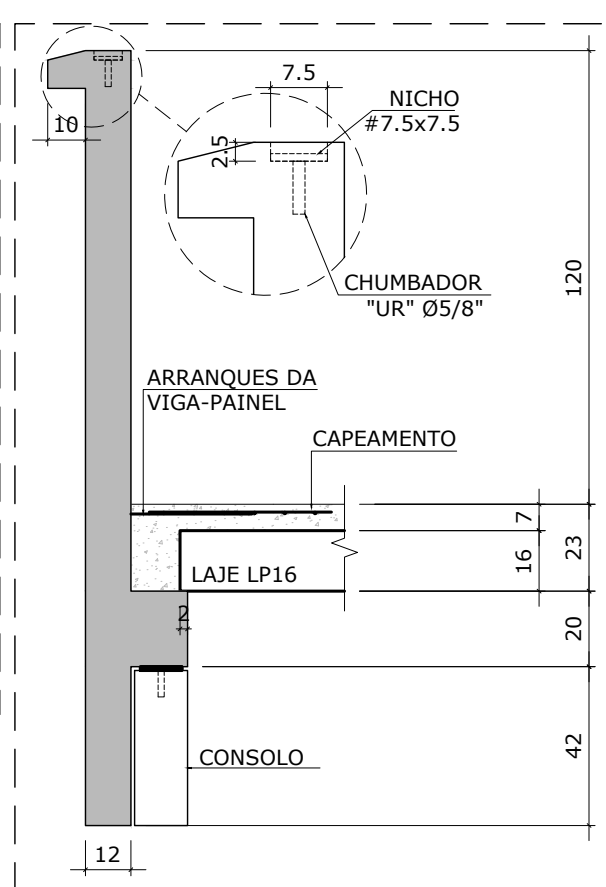 7.5
NICHO
#7.5x7.5
10
2.5
CHUMBADOR
"UR" Ø5/8"
120
ARRANQUES DA
VIGA-PAINEL
CAPEAMENTO
7
23
16
LAJE LP16
2
20
CONSOLO
42
12